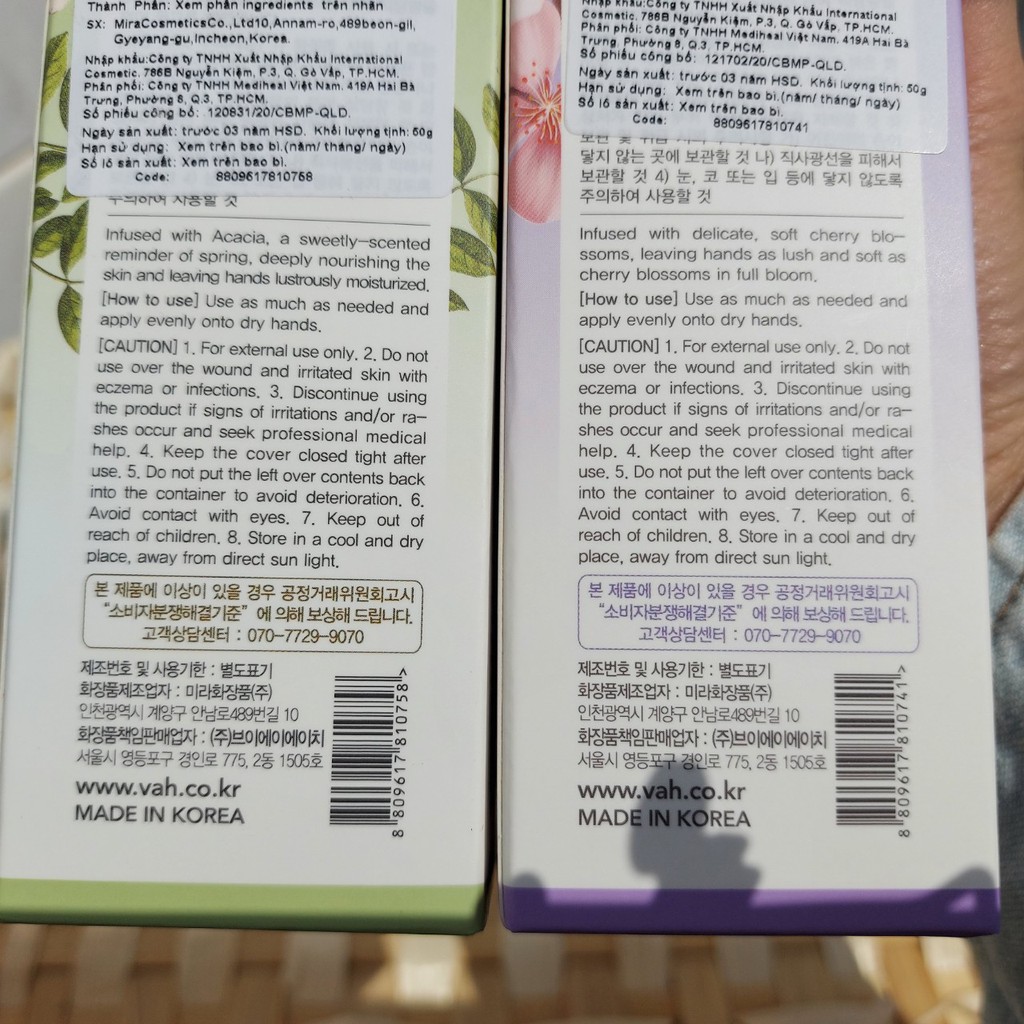 Thành Phần: Xem phần ingredients trên nhãn
SX: MiraCosmeticsCo.,Ltd10,Annam-ro,489beon-gil,
Gyeyang-gu,Incheon,Korea.
Nhập khẩu:Công ty TNHH Xuất Nhập Khẩu International
Cosmetic. 786B Nguyễn Kiệm, P.3, Q. Gò Vấp, TP.HCM.
Phân phối: Công ty TNHH Mediheal Việt Nam. 419A Hai Bà
Trưng, Phường 8, Q.3, TP.HCM.
Số phiếu công bố: 120831/20/CBMP-QLD.
Ngày sản xuất: trước 03 năm HSD. Khối lượng tịnh: 50g
Hạn sử dụng: Xem trên bao bì.(năm/ tháng/ ngày)
Số lô sản xuất: Xem trên bao bì.
Code: 8809617810758
주의하여 사용할 것
Infused with Acacia, a sweetly-scented
reminder of spring, deeply nourishing the
skin and leaving hands lustrously moisturized.
[How to use] Use as much as needed and
apply evenly onto dry hands.
[CAUTION] 1. For external use only. 2. Do not
use over the wound and irritated skin with
eczema or infections. 3. Discontinue using
the product if signs of irritations and/or ra-
shes occur and seek professional medical
help. 4. Keep the cover closed tight after
use. 5. Do not put the left over contents back
into the container to avoid deterioration. 6.
Avoid contact with eyes. 7. Keep out of
reach of children. 8. Store in a cool and dry
place, away from direct sun light.
본 제품에 이상이 있을 경우 공정거래위원회고시
"소비자분쟁해결기준" 에 의해 보상해 드립니다.
고객상담센터 : 070-7729-9070
제조번호 및 사용기한 : 별도표기
화장품제조업자 : 미라화장품(주)
인천광역시 계양구 안남로489번길 10
화장품책임판매업자 : (주)브이에이에이치
서울시 영등포구 경인로 775, 2동 1505호
www.vah.co.kr
MADE IN KOREA
8 809617 810758 >
Nhập khẩu:Công ty TNHH Xuất Nhập Khẩu International
Cosmetic. 786B Nguyễn Kiệm, P.3, Q. Gò Vấp, TP.HCM.
Phân phối: Công ty TNHH Mediheal Việt Nam. 419A Hai Bà
Trưng, Phường 8, Q.3, TP.HCM.
Số phiếu công bố: 121702/20/CBMP-QLD.
Ngày sản xuất: trước 03 năm HSD. Khối lượng tịnh: 50g
Hạn sử dụng: Xem trên bao bì.(năm/ tháng/ ngày)
Số lô sản xuất: Xem trên bao bì.
Code: 8809617810741
닿지 않는 곳에 보관할 것 나) 직사광선을 피해서
보관할 것 4) 눈, 코 또는 입 등에 닿지 않도록
주의하여 사용할 것
Infused with delicate, soft cherry blo-
ssoms, leaving hands as lush and soft as
cherry blossoms in full bloom.
[How to use] Use as much as needed and
apply evenly onto dry hands.
[CAUTION] 1. For external use only. 2. Do not
use over the wound and irritated skin with
eczema or infections. 3. Discontinue using
the product if signs of irritations and/or ra-
shes occur and seek professional medical
help. 4. Keep the cover closed tight after
use. 5. Do not put the left over contents back
into the container to avoid deterioration. 6.
Avoid contact with eyes. 7. Keep out of
reach of children. 8. Store in a cool and dry
place, away from direct sun light.
본 제품에 이상이 있을 경우 공정거래위원회고시
"소비자분쟁해결기준" 에 의해 보상해 드립니다.
고객상담센터 : 070-7729-9070
제조번호 및 사용기한 : 별도표기
화장품제조업자 : 미라화장품(주)
인천광역시 계양구 안남로489번길 10
화장품책임판매업자 : (주)브이에이에이치
서울시 영등포구 경인로 775, 2동 1505호
www.vah.co.kr
MADE IN KOREA
8 809617 810741 >